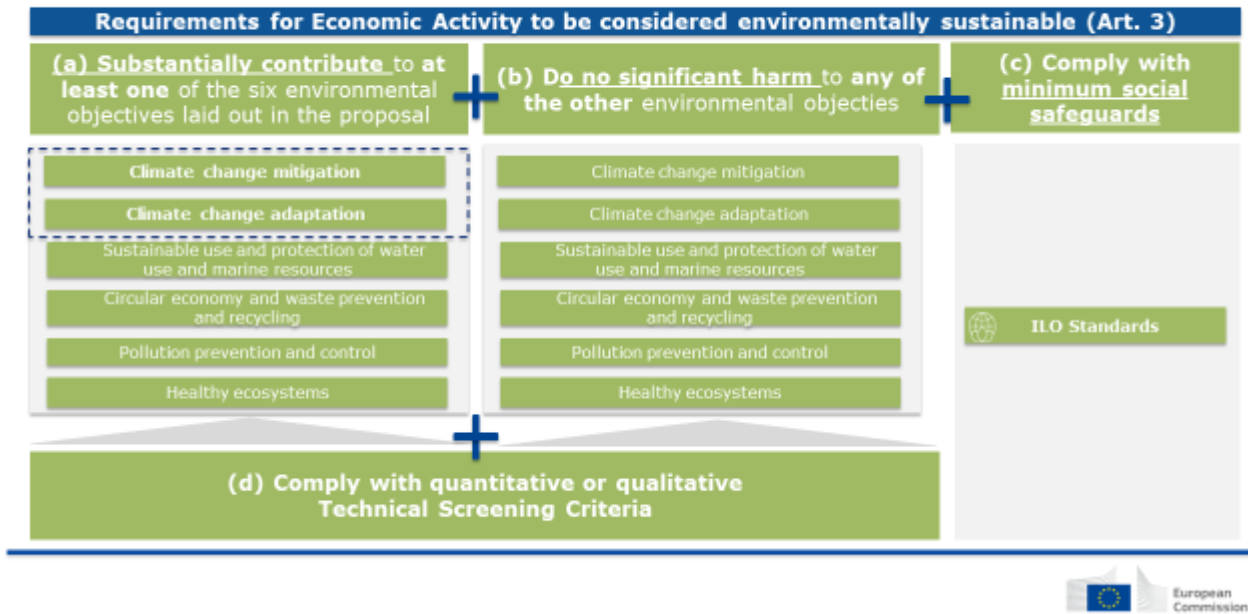 Requirements for Economic Activity to be considered environmentally sustainable (Art. 3)
(a) Substantially contribute to at
least one of the six environmental
objectives laid out in the proposal
(b) Do no significant harm to any of
the other environmental objecties
(c) Comply with
minimum social
safeguards
Climate change mitigation
Climate change adaptation
Sustainable use and protection of water
use and marine resources
Circular economy and waste prevention
and recycling
Pollution prevention and control
Healthy ecosystems
Climate change mitigation
Climate change adaptation
Sustainable use and protection of water
use and marine resources
Circular economy and waste prevention
and recycling
Pollution prevention and control
Healthy ecosystems
ILO Standards
(d) Comply with quantitative or qualitative
Technical Screening Criteria
European
Commission